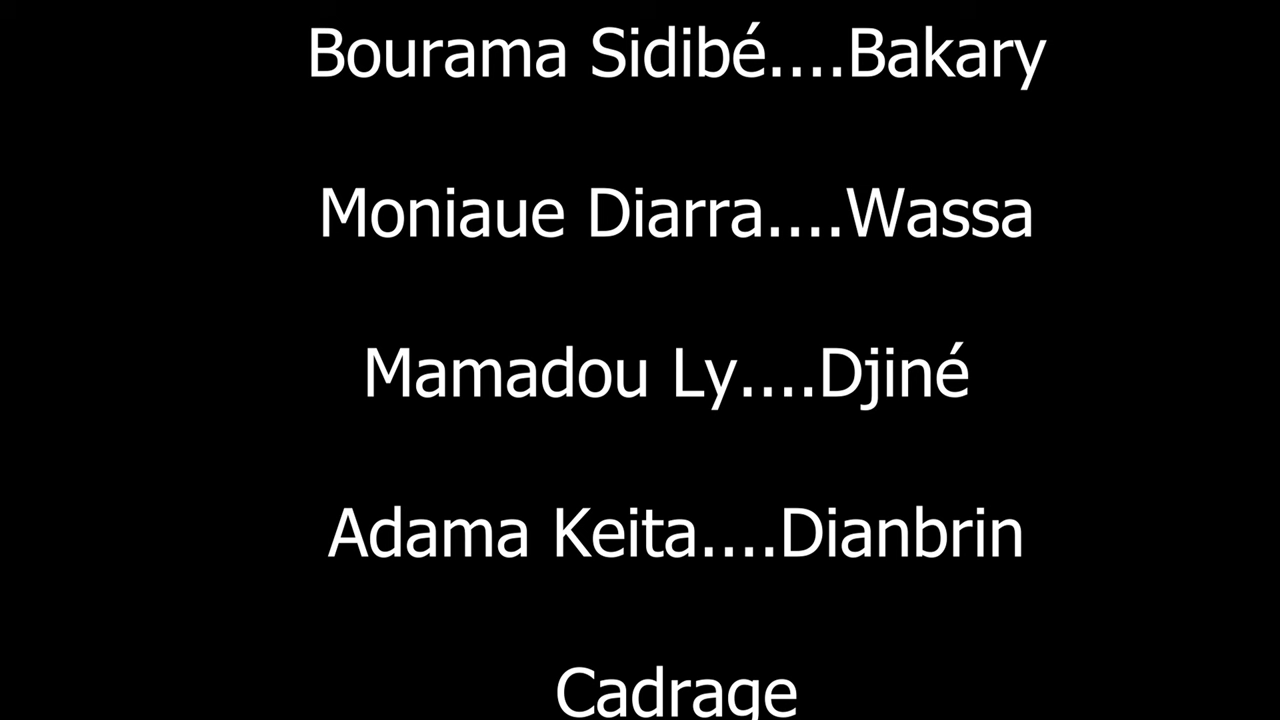 Bourama Sidibé....Bakary
Moniaue Diarra....Wassa
Mamadou Ly....Djiné
Adama Keita....Dianbrin
Cadrage